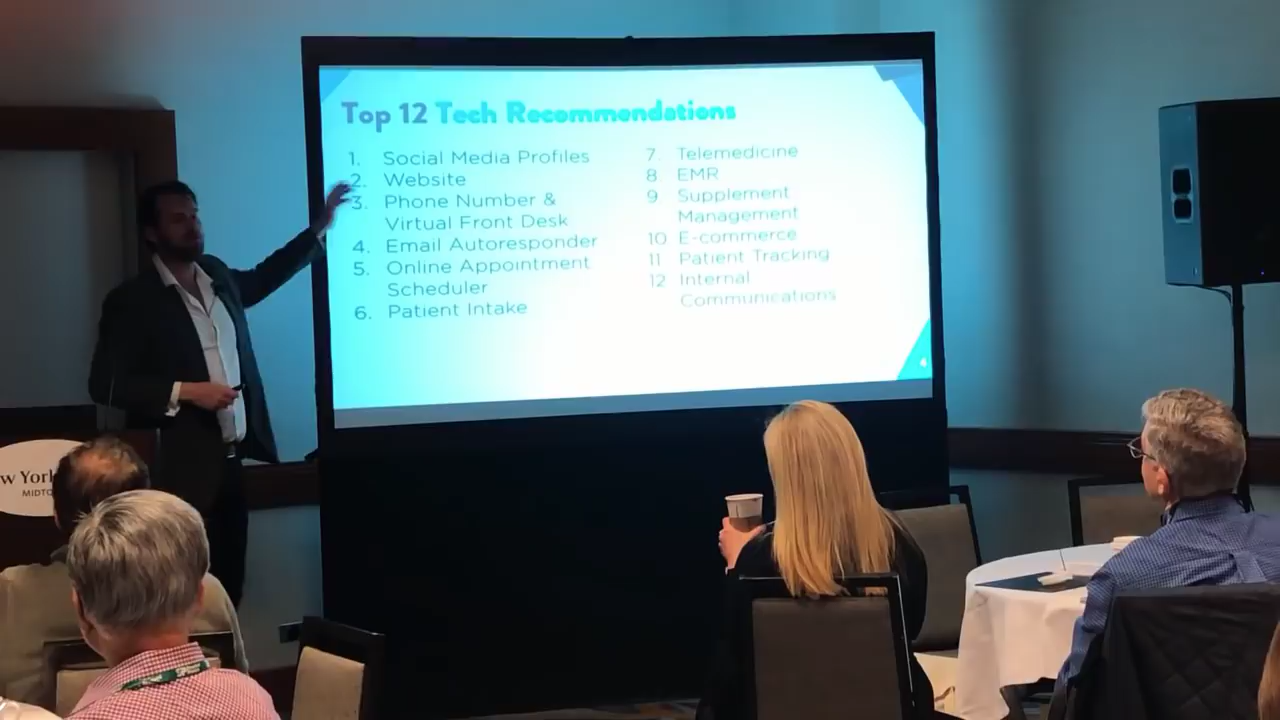 Top 12 Tech Recommendations
1. Social Media Profiles
2. Website
3. Phone Number &
Virtual Front Desk
4. Email Autoresponder
5. Online Appointment
Scheduler
6. Patient Intake
7. Telemedicine
8 EMR
9 Supplement
Management
10 E-commerce
11 Patient Tracking
12 Internal
Communications
w York
MIDTO